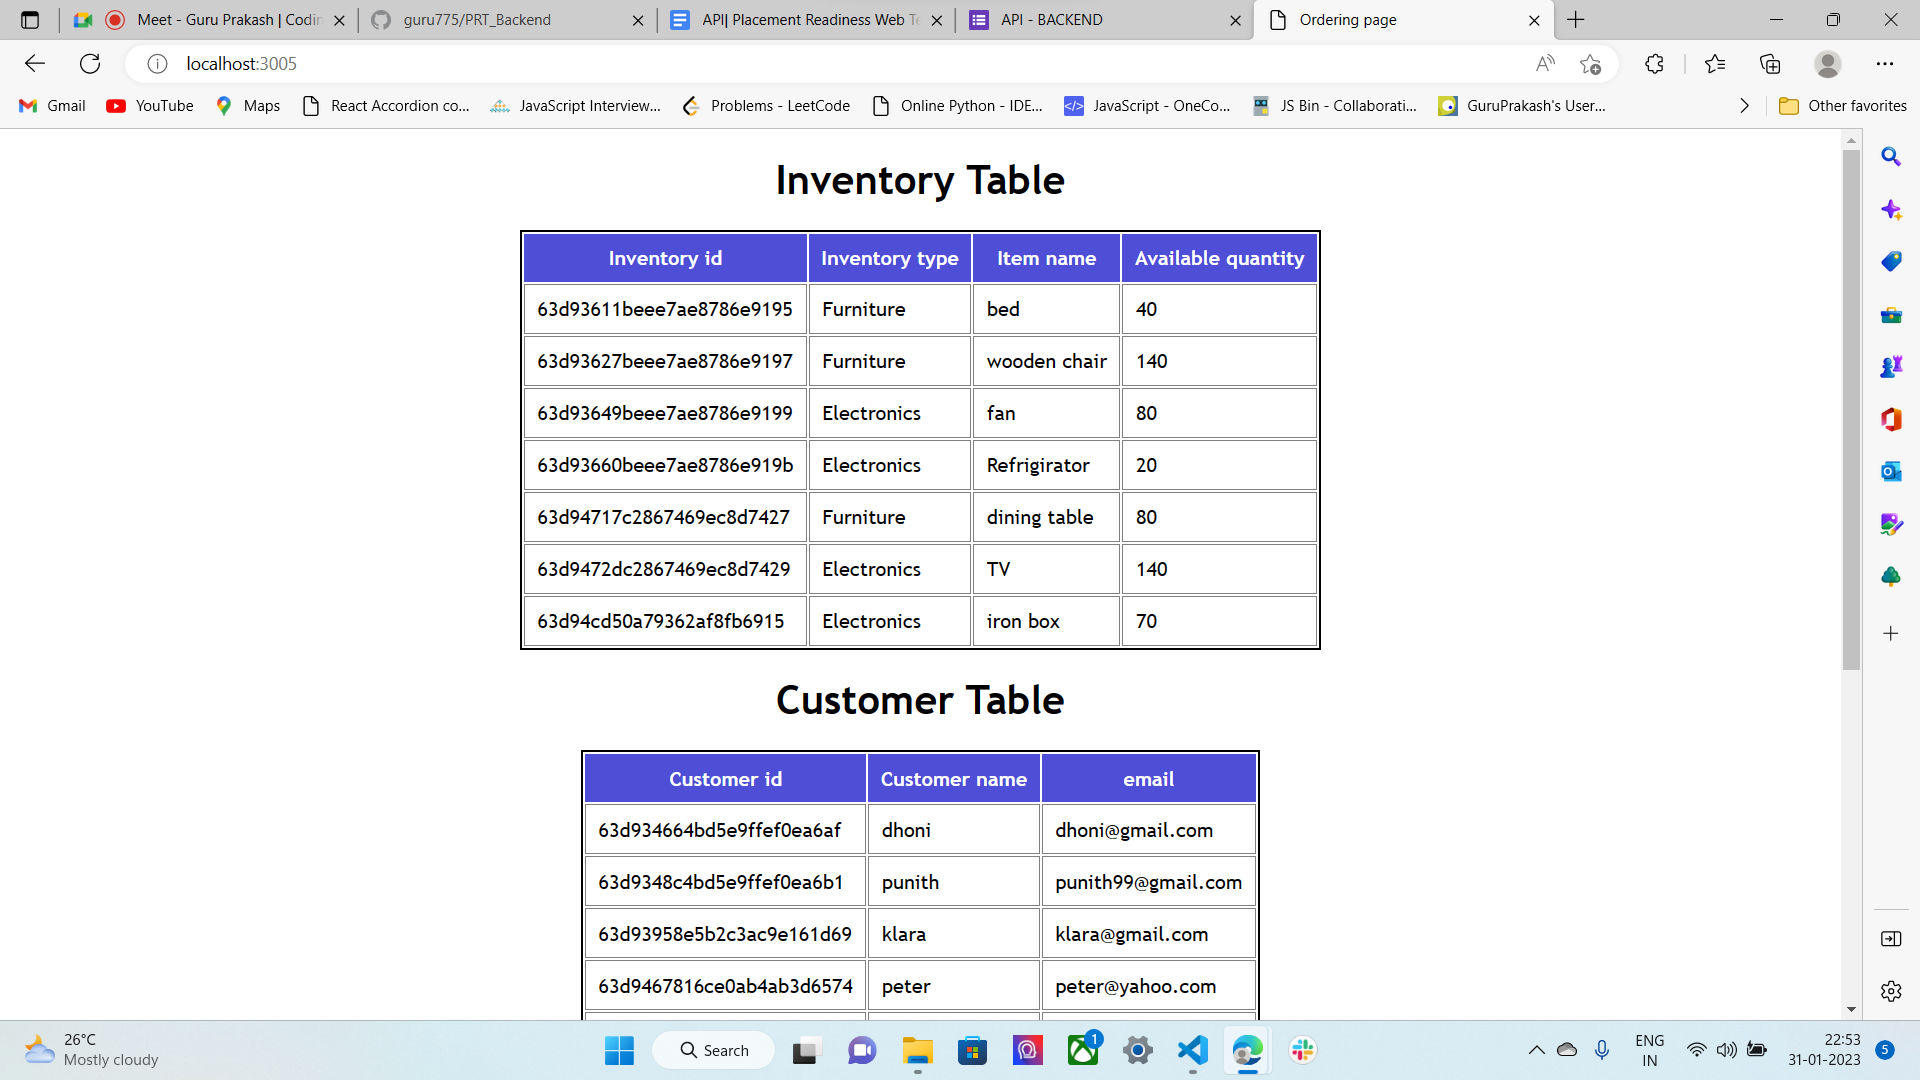 Meet - Guru Prakash | Codin
guru775/PRT_Backend
API| Placement Readiness Web Te
API - BACKEND
Ordering page
localhost:3005
Gmail
YouTube
Maps
React Accordion co...
JavaScript Interview...
Problems - LeetCode
Online Python - IDE...
JavaScript - OneCo...
JS Bin - Collaborati...
GuruPrakash's User...
Other favorites
Inventory Table
Inventory id Inventory type Item name Available quantity
63d93611beee7ae8786e9195 Furniture bed 40
63d93627beee7ae8786e9197 Furniture wooden chair 140
63d93649beee7ae8786e9199 Electronics fan 80
63d93660beee7ae8786e919b Electronics Refrigirator 20
63d94717c2867469ec8d7427 Furniture dining table 80
63d9472dc2867469ec8d7429 Electronics TV 140
63d94cd50a79362af8fb6915 Electronics iron box 70
Customer Table
Customer id Customer name email
63d934664bd5e9ffef0ea6af dhoni dhoni@gmail.com
63d9348c4bd5e9ffef0ea6b1 punith punith99@gmail.com
63d93958e5b2c3ac9e161d69 klara klara@gmail.com
63d9467816ce0ab4ab3d6574 peter peter@yahoo.com
26°C
Mostly cloudy
Search
1
ENG
IN
22:53
31-01-2023
5